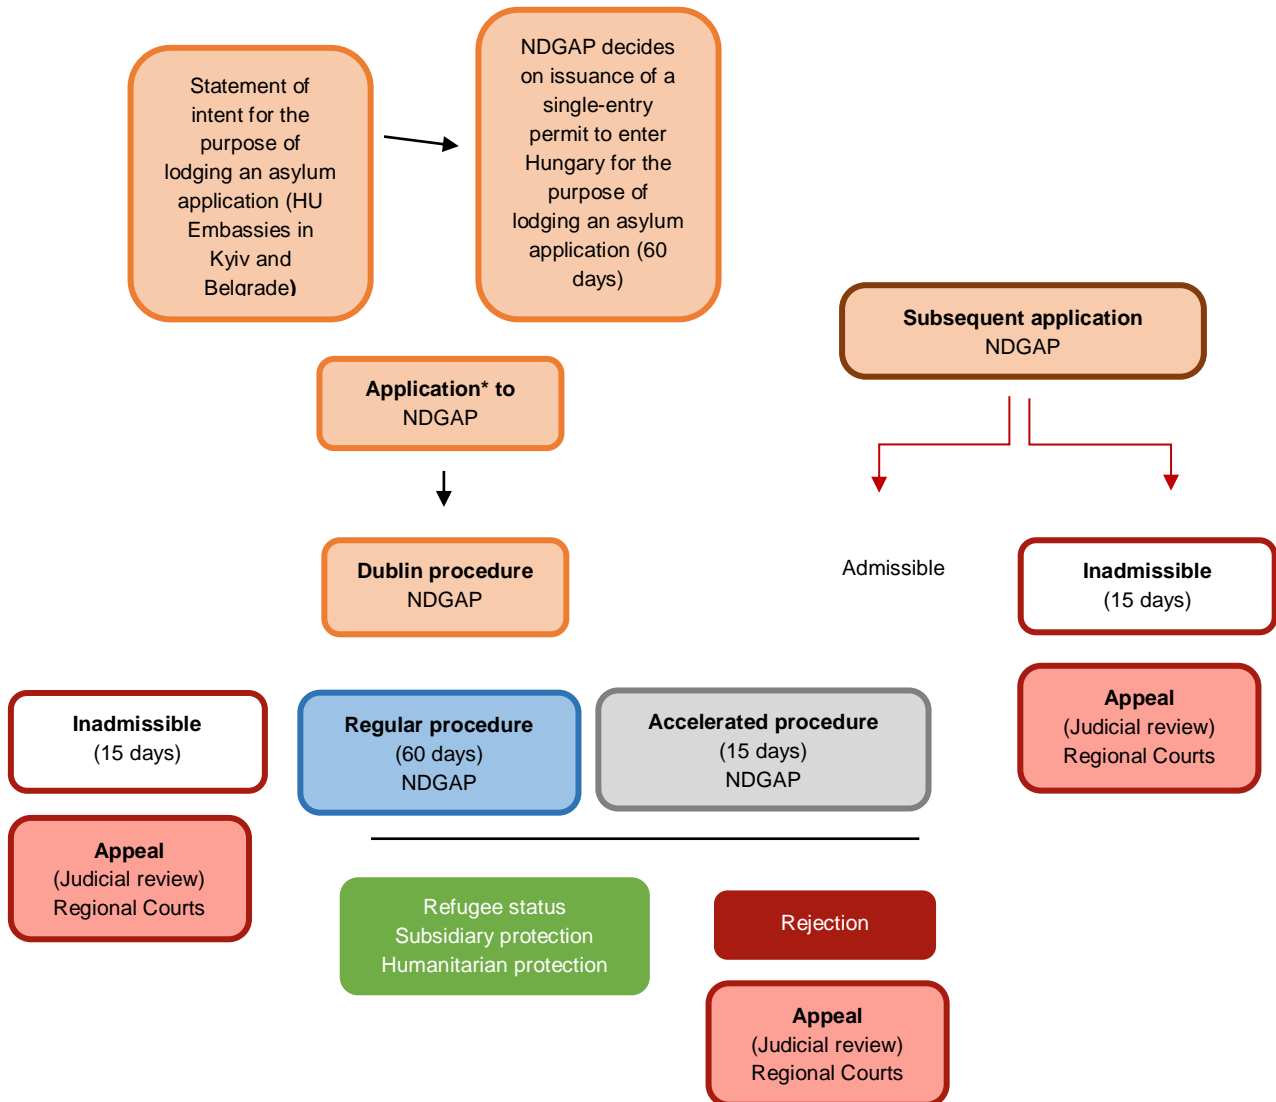 Statement of
intent for the
purpose of
lodging an asylum
application (HU
Embassies in
Kyiv and
Belgrade)
NDGAP decides
on issuance of a
single-entry
permit to enter
Hungary for the
purpose of
lodging an asylum
application (60
days)
Subsequent application
NDGAP
Application* to
NDGAP
Dublin procedure
NDGAP
Admissible
Inadmissible
(15 days)
Appeal
(Judicial review)
Regional Courts
Inadmissible
(15 days)
Regular procedure
(60 days)
NDGAP
Accelerated procedure
(15 days)
NDGAP
Appeal
(Judicial review)
Regional Courts
Refugee status
Subsidiary protection
Humanitarian protection
Rejection
Appeal
(Judicial review)
Regional Courts